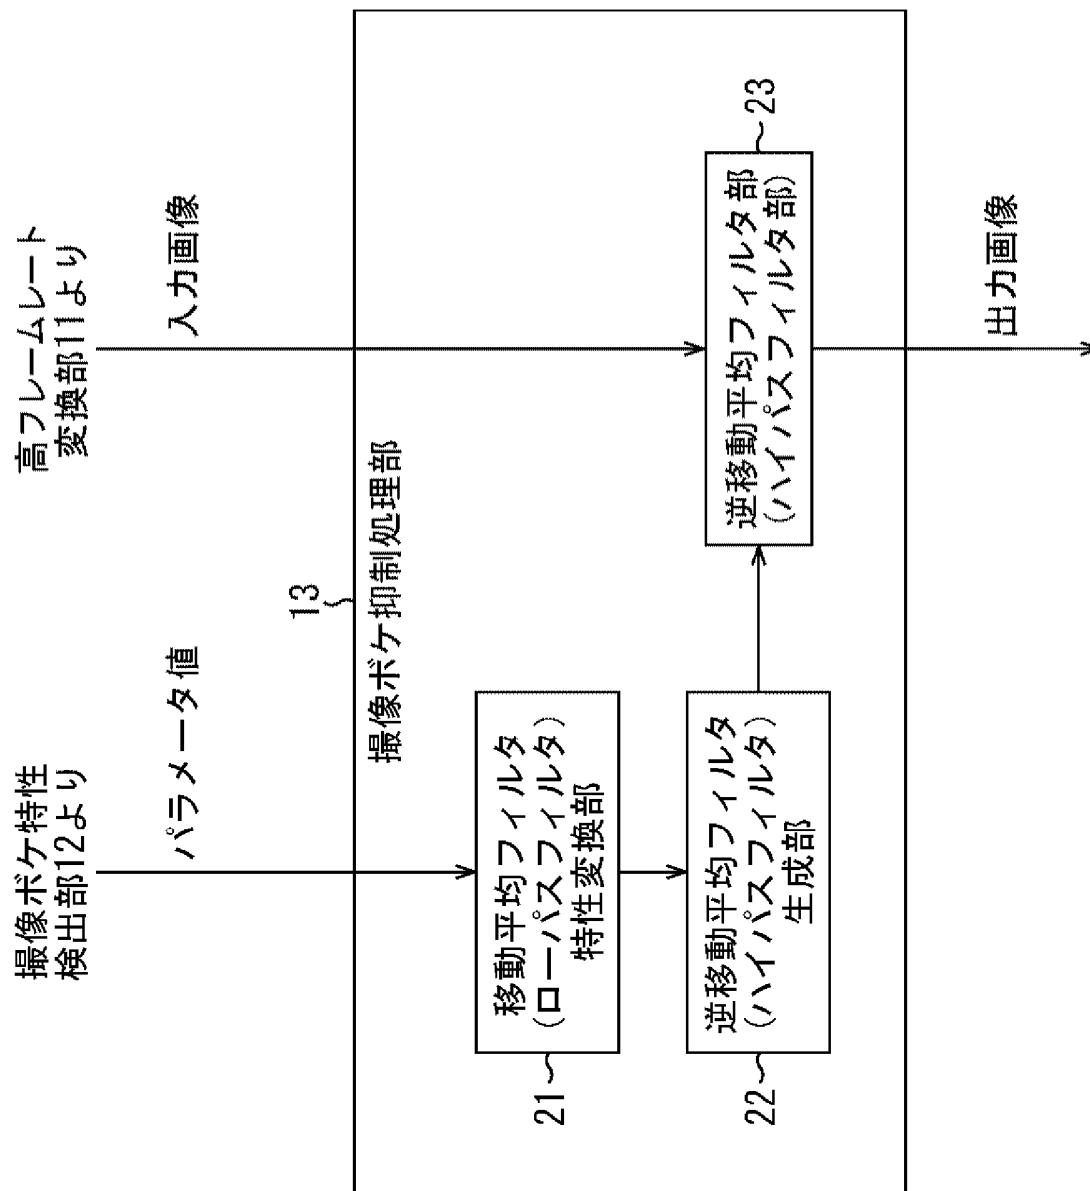 高フレームレート
変換部11より
入力画像
撮像ボケ特性
検出部12より
パラメータ値
13
撮像ボケ抑制処理部
移動平均フィルタ
(ローパスフィルタ)
特性変換部
21
逆移動平均フィルタ
(ハイパスフィルタ)
生成部
22
逆移動平均フィルタ部
(ハイパスフィルタ部)
23
出力画像